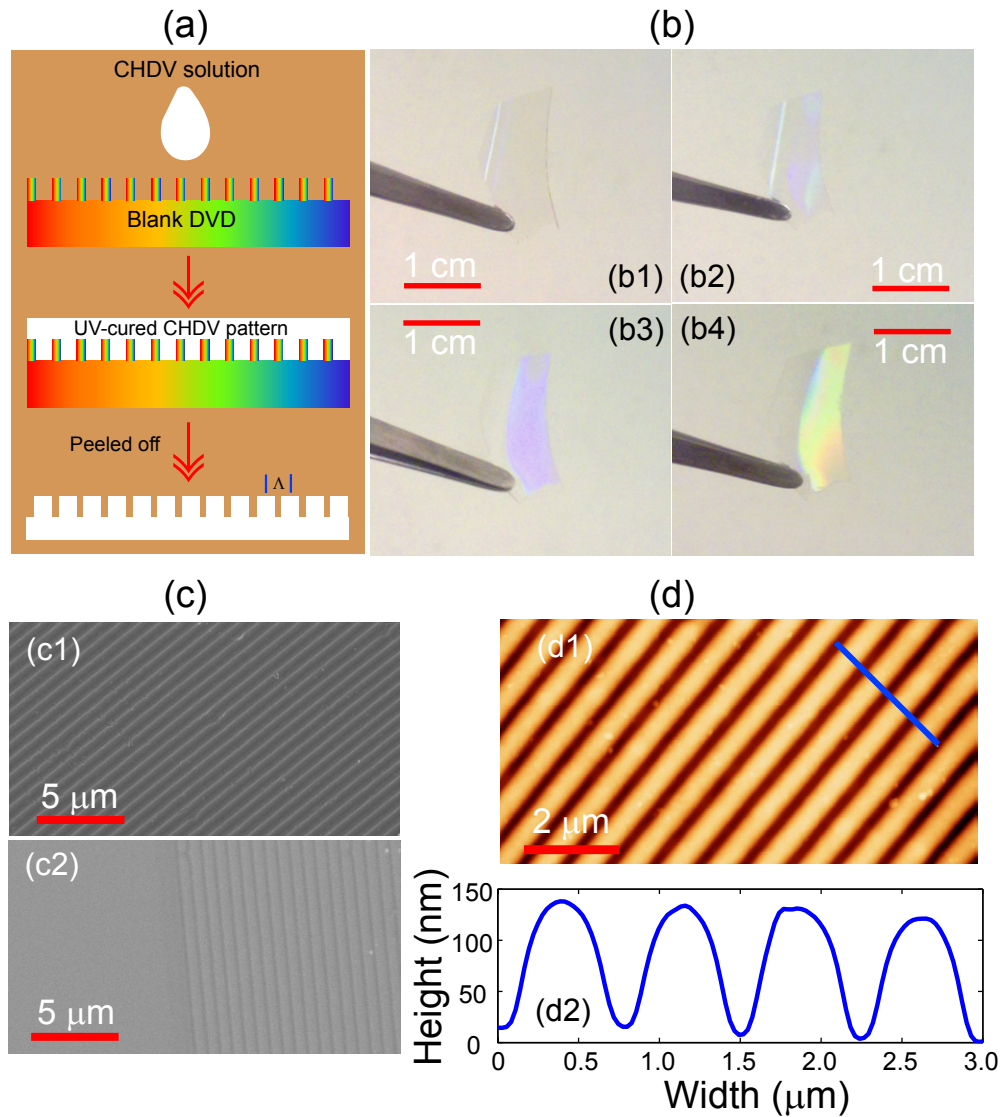 (a)
CHDV solution
Blank DVD
UV-cured CHDV pattern
Peeled off
Λ
(b)
1 cm
(b1)
(b2)
1 cm
1 cm
(b3)
(b4)
1 cm
(c)
(c1)
5 μm
(c2)
5 μm
(d)
(d1)
2 μm
Height (nm)
150
100
50
0
(d2)
0 0.5 1.0 1.5 2.0 2.5 3.0
Width (μm)